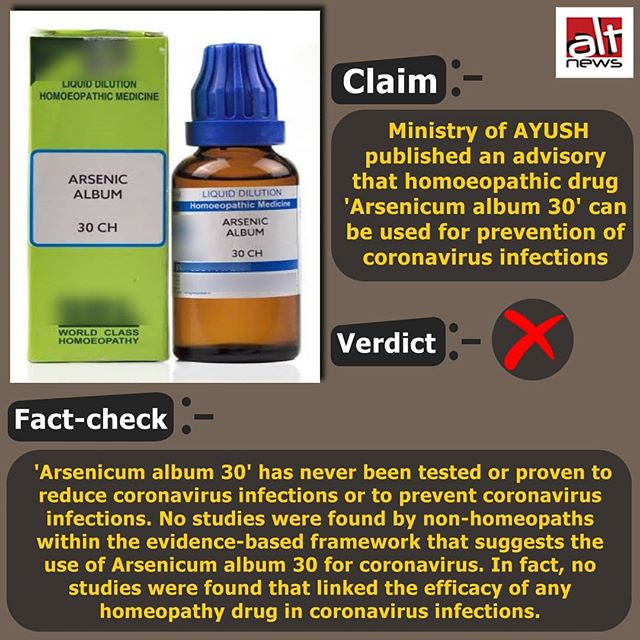 alt
news
LIQUID DILUTION
HOMOEOPATHIC MEDICINE
ARSENIC
ALBUM
30 CH
WORLD CLASS
HOMOEOPATHY
LIQUID DILUTION
Homoeopathic Medicine
ARSENIC
ALBUM
30 CH
Claim :-
Ministry of AYUSH
published an advisory
that homoeopathic drug
'Arsenicum album 30' can
be used for prevention of
coronavirus infections
Verdict :-
Fact-check :-
'Arsenicum album 30' has never been tested or proven to
reduce coronavirus infections or to prevent coronavirus
infections. No studies were found by non-homeopaths
within the evidence-based framework that suggests the
use of Arsenicum album 30 for coronavirus. In fact, no
studies were found that linked the efficacy of any
homeopathy drug in coronavirus infections.